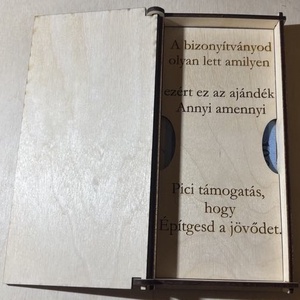 A bizonyítványod
olyan lett amilyen
ezért ez az ajándék
Annyi amennyi
Pici támogatás,
hogy
Építgesd a jövődet.